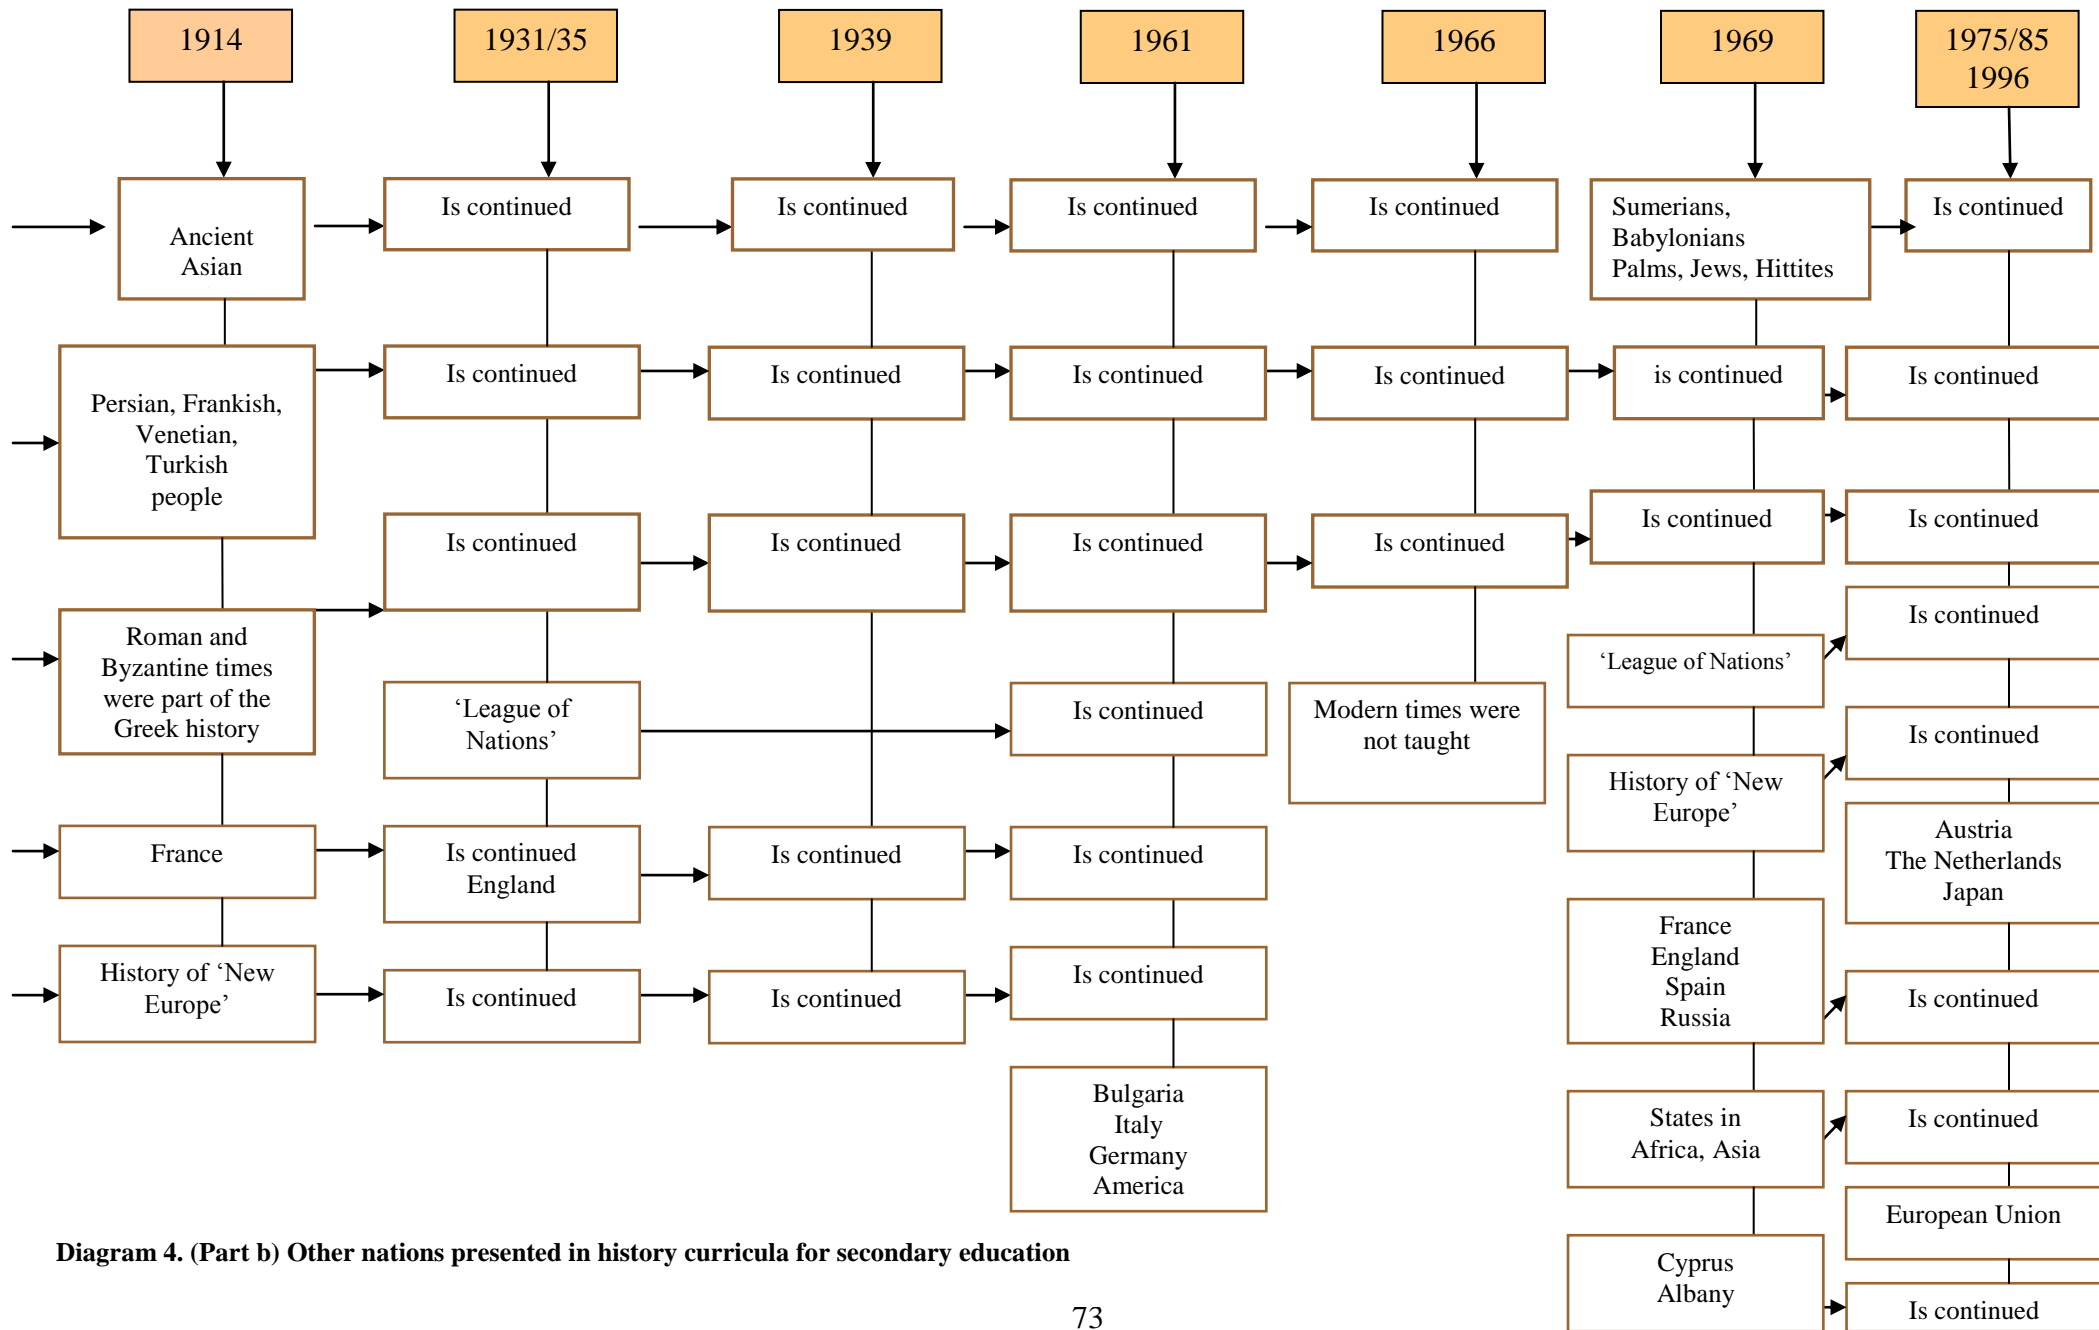 1914
1931/35
1939
1961
1966
1969
1975/85
1996
Ancient
Asian
Is continued
Is continued
Is continued
Is continued
Sumerians,
Babylonians
Palms, Jews, Hittites
Is continued
Persian, Frankish,
Venetian,
Turkish
people
Is continued
Is continued
Is continued
Is continued
is continued
Is continued
Is continued
Is continued
Is continued
Is continued
Is continued
Is continued
Roman and
Byzantine times
were part of the
Greek history
‘League of
Nations’
Is continued
Modern times were
not taught
‘League of Nations’
Is continued
History of ‘New
Europe’
Is continued
France
Is continued
England
Is continued
Is continued
France
England
Spain
Russia
Austria
The Netherlands
Japan
History of ‘New
Europe’
Is continued
Is continued
Is continued
Is continued
Bulgaria
Italy
Germany
America
States in
Africa, Asia
Is continued
European Union
Cyprus
Albany
Is continued
Diagram 4. (Part b) Other nations presented in history curricula for secondary education
73